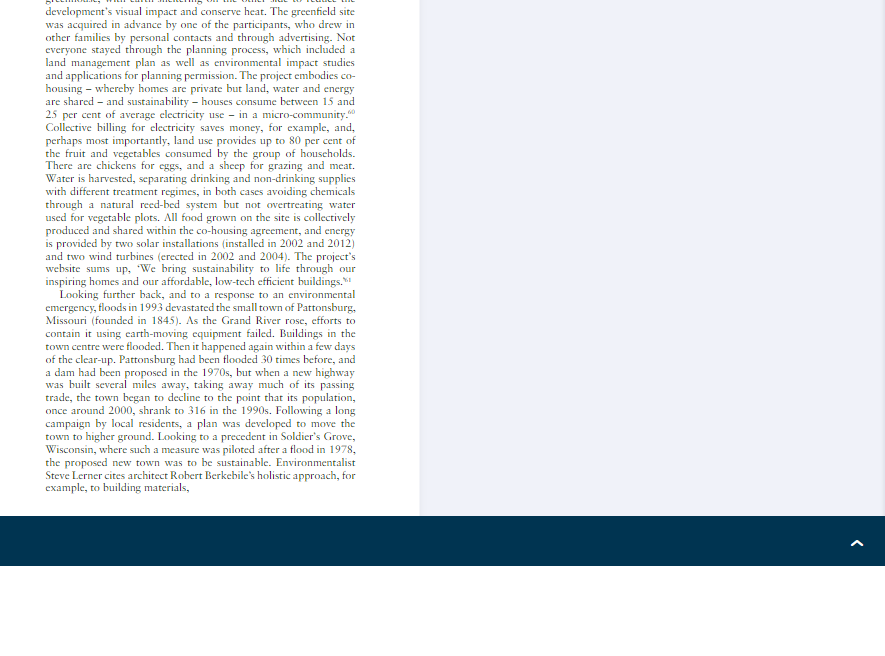 greenhouse, with earth sheltering on the other side to reduce the
development's visual impact and conserve heat. The greenfield site
was acquired in advance by one of the participants, who drew in
other families by personal contacts and through advertising. Not
everyone stayed through the planning process, which included a
land management plan as well as environmental impact studies
and applications for planning permission. The project embodies co-
housing – whereby homes are private but land, water and energy
are shared – and sustainability – houses consume between 15 and
25 per cent of average electricity use – in a micro-community.⁶⁰
Collective billing for electricity saves money, for example, and,
perhaps most importantly, land use provides up to 80 per cent of
the fruit and vegetables consumed by the group of households.
There are chickens for eggs, and a sheep for grazing and meat.
Water is harvested, separating drinking and non-drinking supplies
with different treatment regimes, in both cases avoiding chemicals
through a natural reed-bed system but not overtreating water
used for vegetable plots. All food grown on the site is collectively
produced and shared within the co-housing agreement, and energy
is provided by two solar installations (installed in 2002 and 2012)
and two wind turbines (erected in 2002 and 2004). The project's
website sums up, 'We bring sustainability to life through our
inspiring homes and our affordable, low-tech efficient buildings.'⁶¹
Looking further back, and to a response to an environmental
emergency, floods in 1993 devastated the small town of Pattonsburg,
Missouri (founded in 1845). As the Grand River rose, efforts to
contain it using earth-moving equipment failed. Buildings in the
town centre were flooded. Then it happened again within a few days
of the clear-up. Pattonsburg had been flooded 30 times before, and
a dam had been proposed in the 1970s, but when a new highway
was built several miles away, taking away much of its passing
trade, the town began to decline to the point that its population,
once around 2000, shrank to 316 in the 1990s. Following a long
campaign by local residents, a plan was developed to move the
town to higher ground. Looking to a precedent in Soldier's Grove,
Wisconsin, where such a measure was piloted after a flood in 1978,
the proposed new town was to be sustainable. Environmentalist
Steve Lerner cites architect Robert Berkebile's holistic approach, for
example, to building materials,